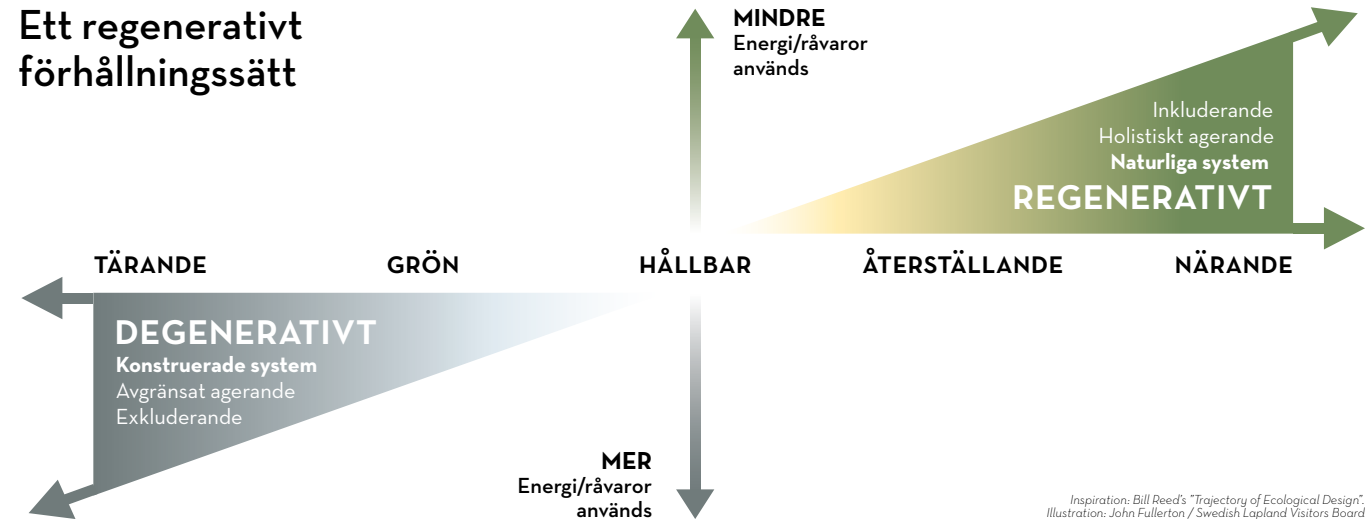 Ett regenerativt
förhållningssätt
MINDRE
Energi/råvaror
används
Inkluderande
Holistiskt agerande
Naturliga system
REGENERATIVT
TÄRANDE GRÖN HÅLLBAR ÅTERSTÄLLANDE NÄRANDE
DEGENERATIVT
Konstruerade system
Avgränsat agerande
Exkluderande
MER
Energi/råvaror
används
Inspiration: Bill Reed's "Trajectory of Ecological Design".
Illustration: John Fullerton / Swedish Lapland Visitors Board